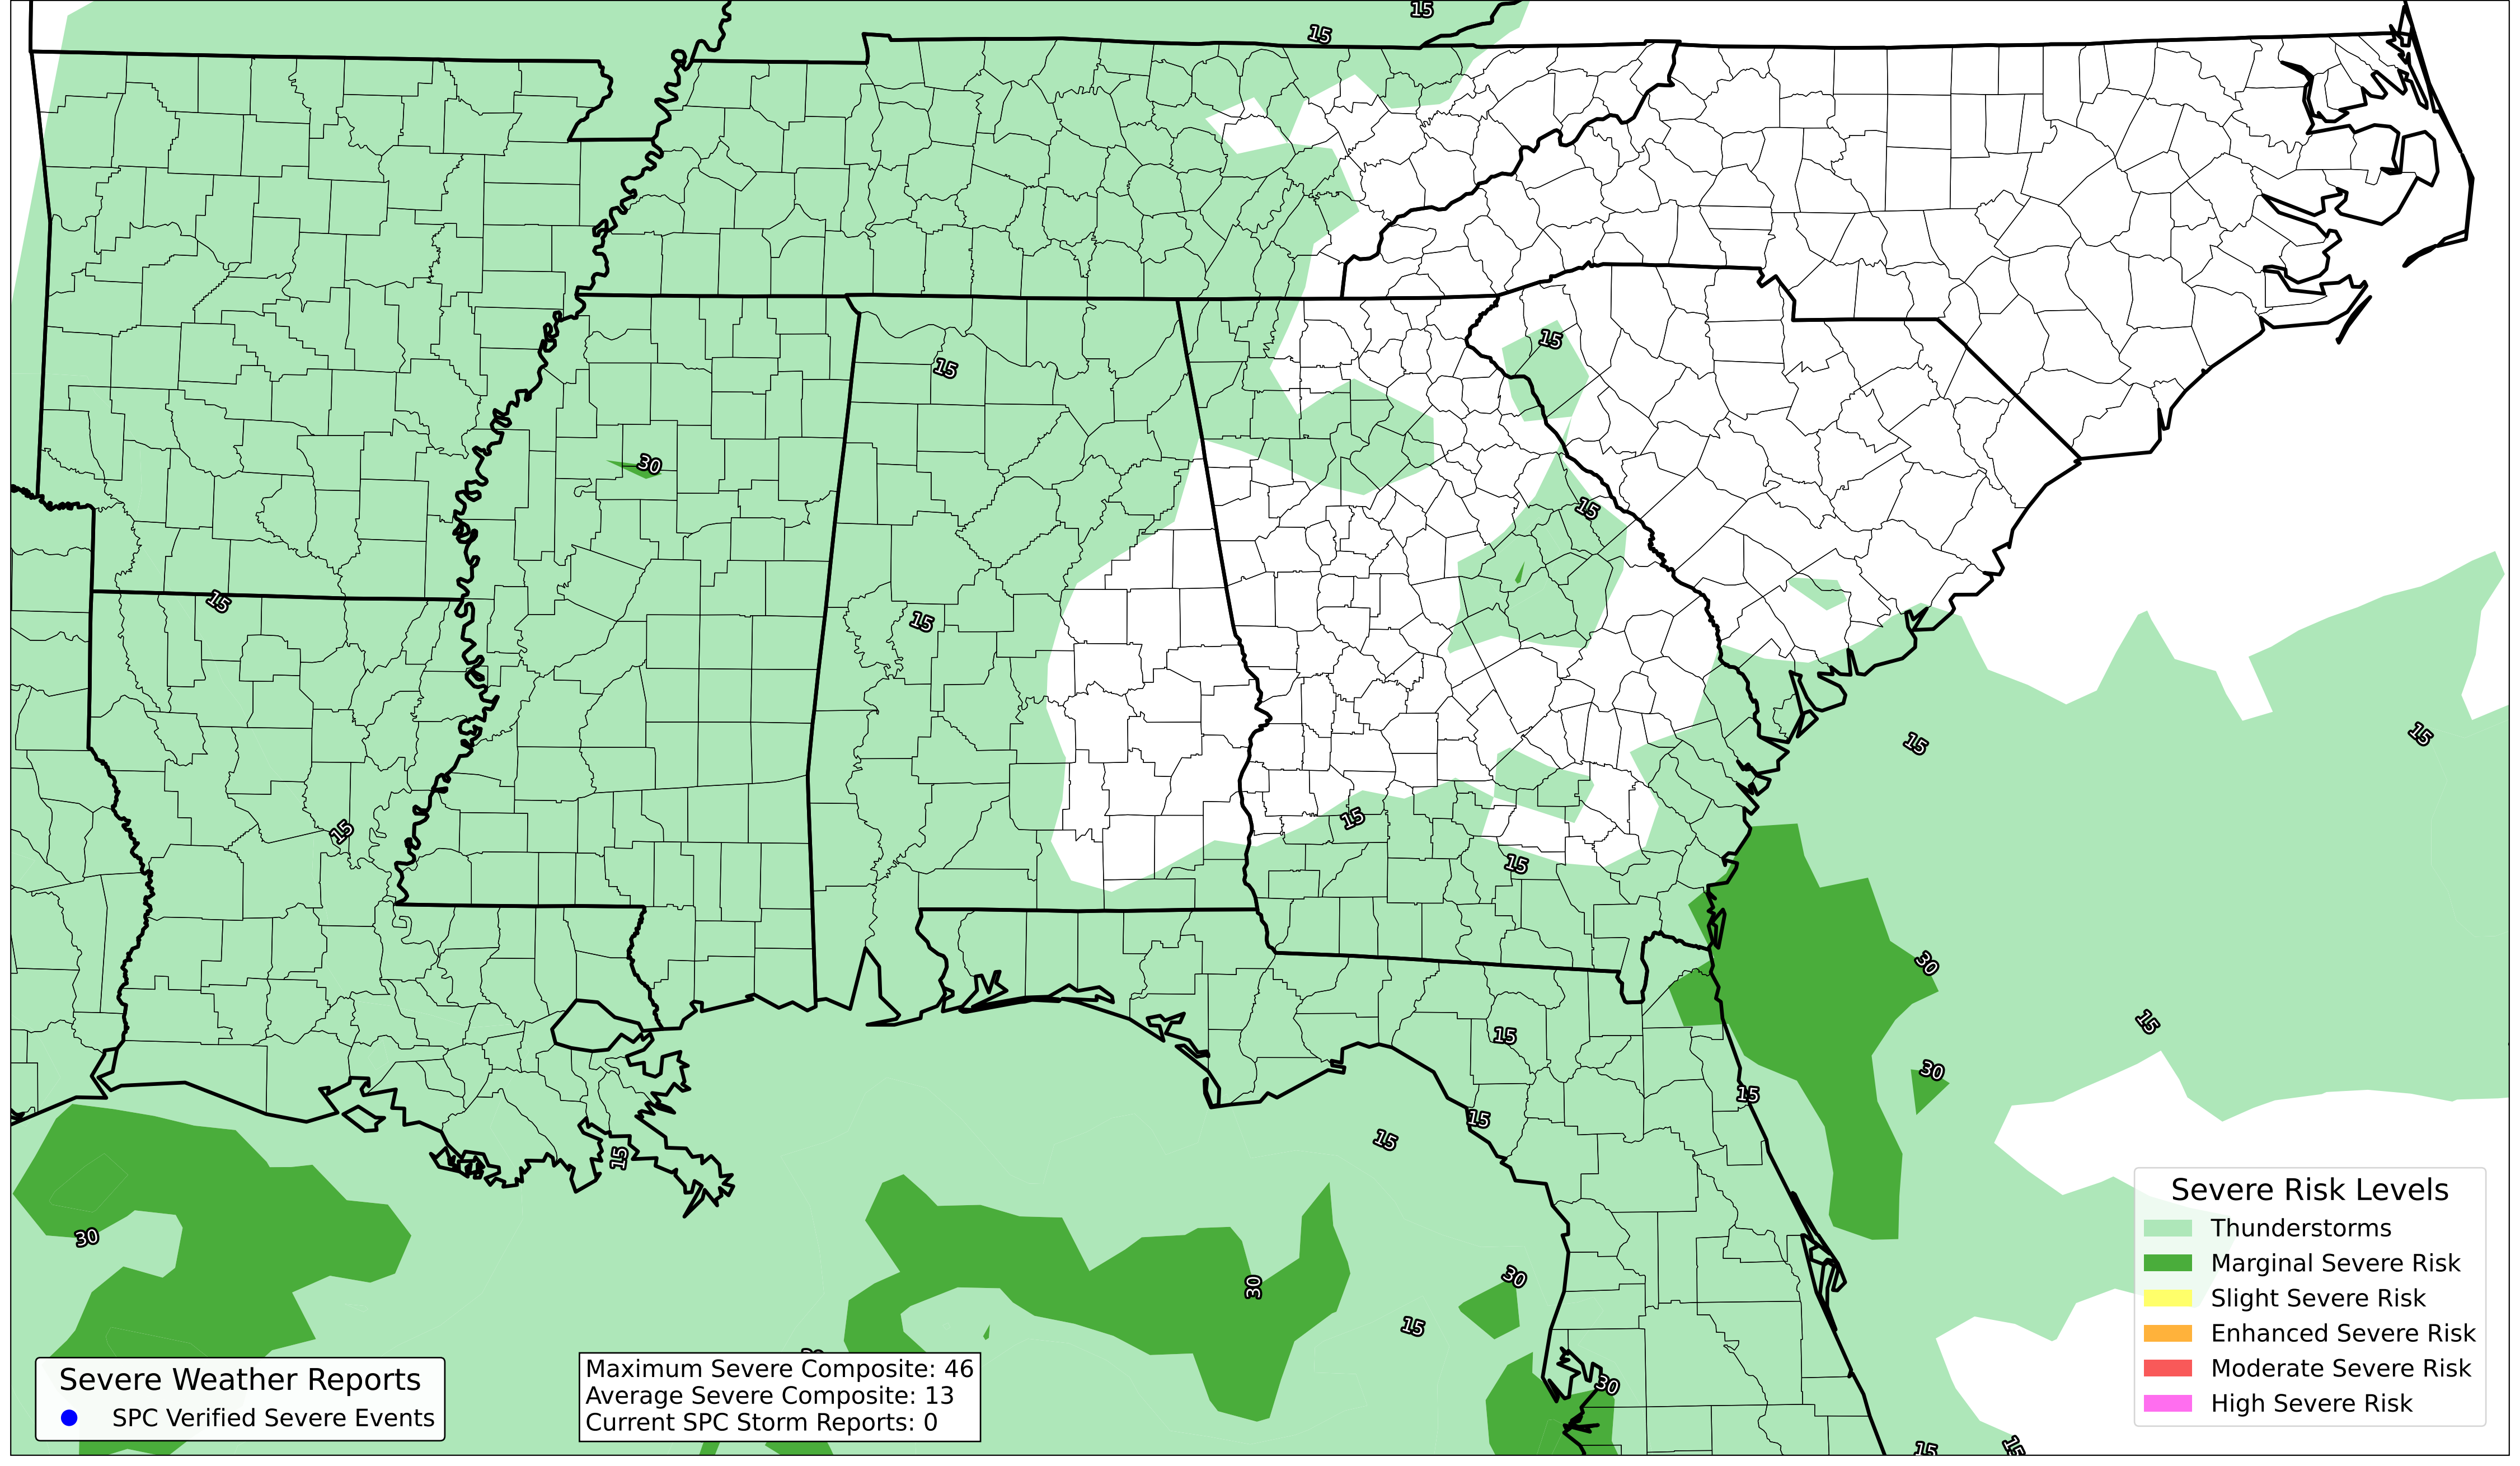 15
15
15
15
30
15
15
15
15
15
15
15
15
30
15
15
30
15
15
15
15
30
30
30
15
30
15
15
Severe Risk Levels
Thunderstorms
Marginal Severe Risk
Slight Severe Risk
Enhanced Severe Risk
Moderate Severe Risk
High Severe Risk
Severe Weather Reports
SPC Verified Severe Events
Maximum Severe Composite: 46
Average Severe Composite: 13
Current SPC Storm Reports: 0